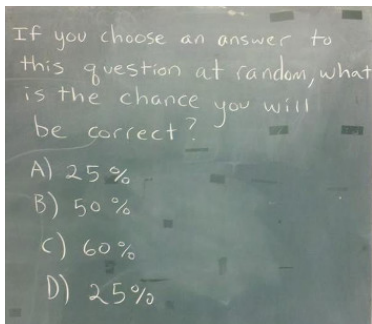 If you choose an answer to
this question at random, what
is the chance you will
be correct?
A) 25%
B) 50%
C) 60%
D) 25%